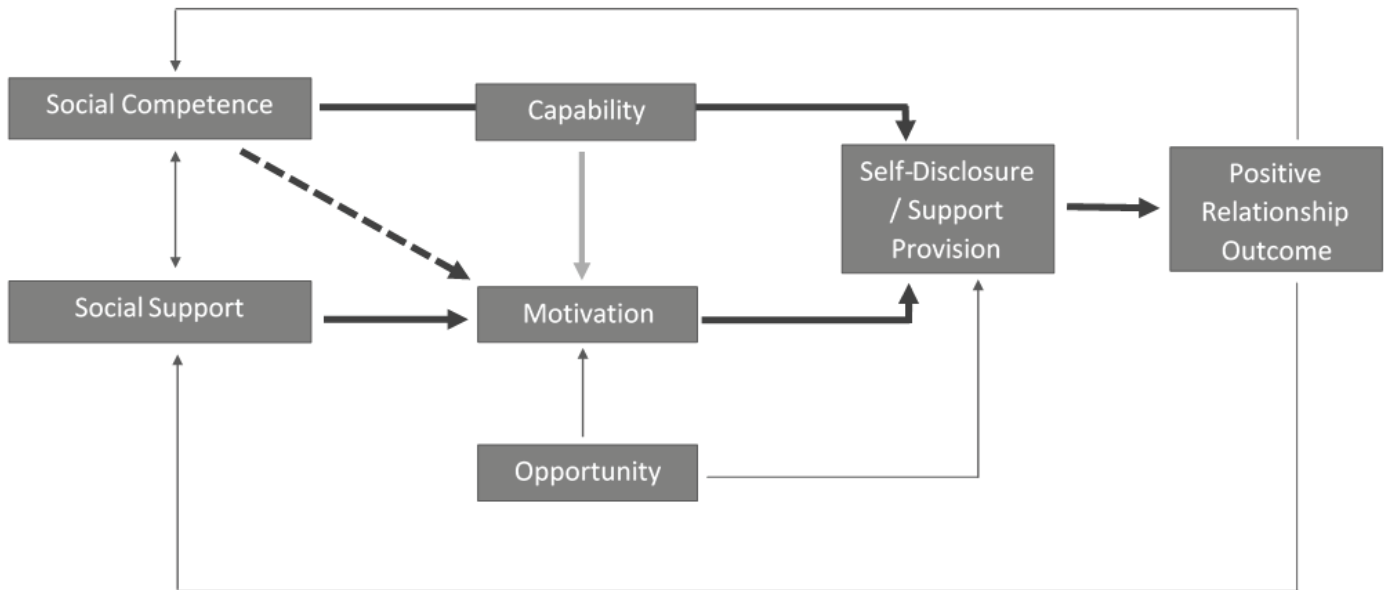 Social Competence
Capability
Self-Disclosure
/ Support
Provision
Positive
Relationship
Outcome
Social Support
Motivation
Opportunity